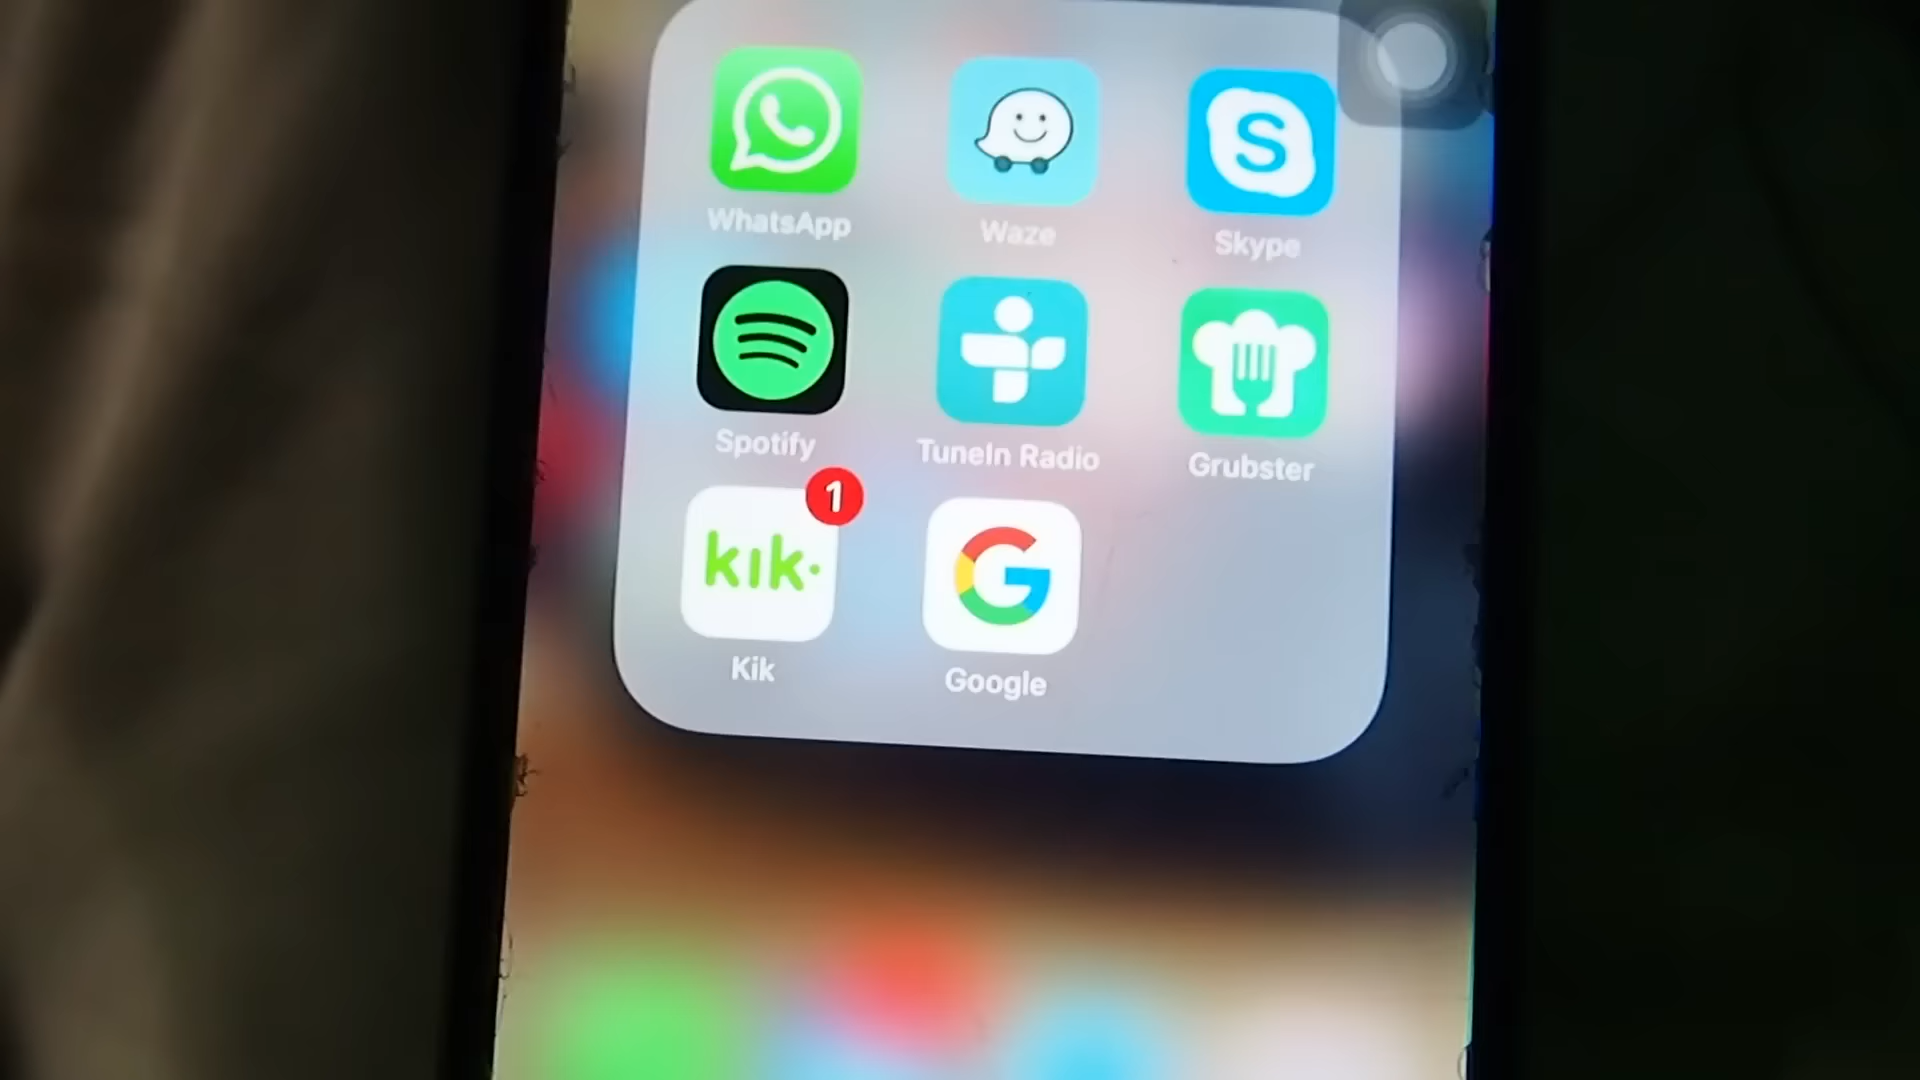 WhatsApp
Waze
S
Skype
Spotify
TuneIn Radio
Grubster
1
kik·
G
Kik
Google